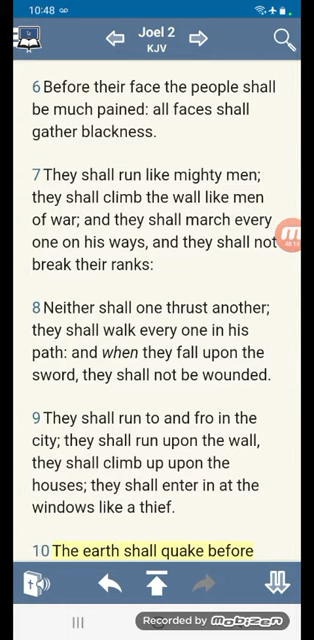 10:48
Joel 2
KJV
6 Before their face the people shall
be much pained: all faces shall
gather blackness.
7 They shall run like mighty men;
they shall climb the wall like men
of war; and they shall march every
one on his ways, and they shall not
break their ranks:
8 Neither shall one thrust another;
they shall walk every one in his
path: and when they fall upon the
sword, they shall not be wounded.
9 They shall run to and fro in the
city; they shall run upon the wall,
they shall climb up upon the
houses; they shall enter in at the
windows like a thief.
10 The earth shall quake before
Recorded by mobizen